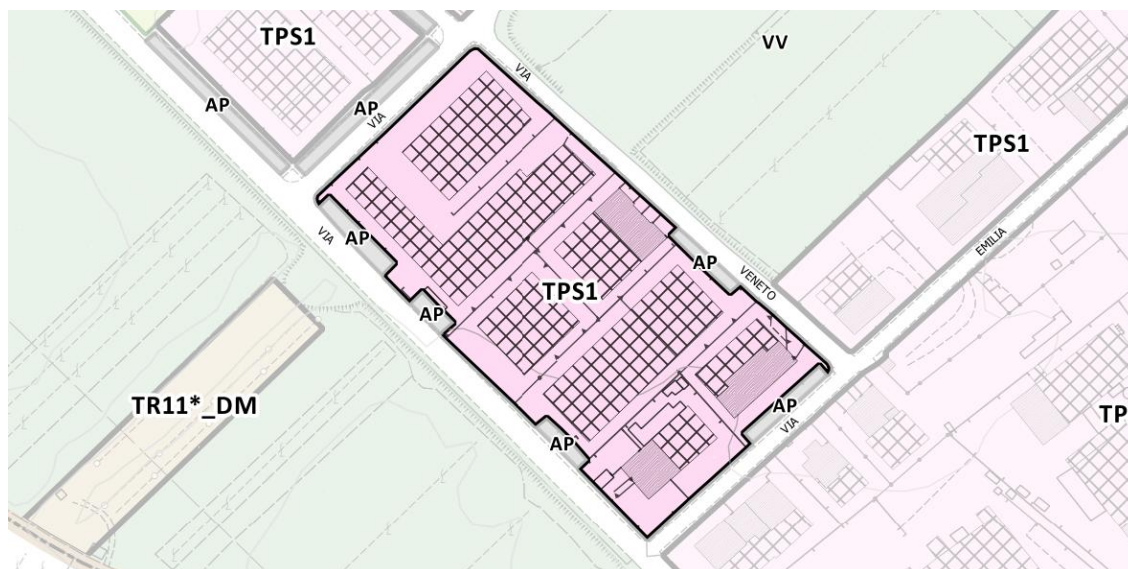 TPS1
VV
AP
AP
VIA
VIA
TPS1
AP
VIA
AP
VENETO
EMILIA
TPS1
AP
TR11*_DM
AP
VIA
AP
TP